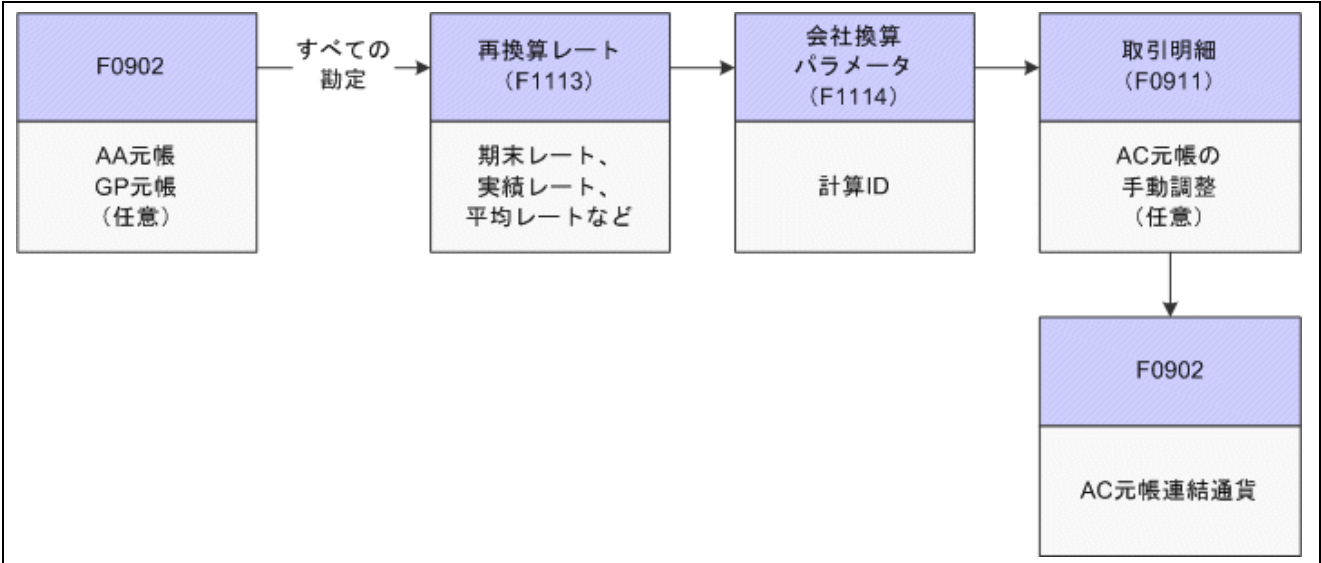 F0902
すべての
勘定
再換算レート
（F1113）
会社換算
パラメータ
（F1114）
取引明細
（F0911）
AA元帳
GP元帳
（任意）
期末レート、
実績レート、
平均レートなど
計算ID
AC元帳の
手動調整
（任意）
F0902
AC元帳連結通貨